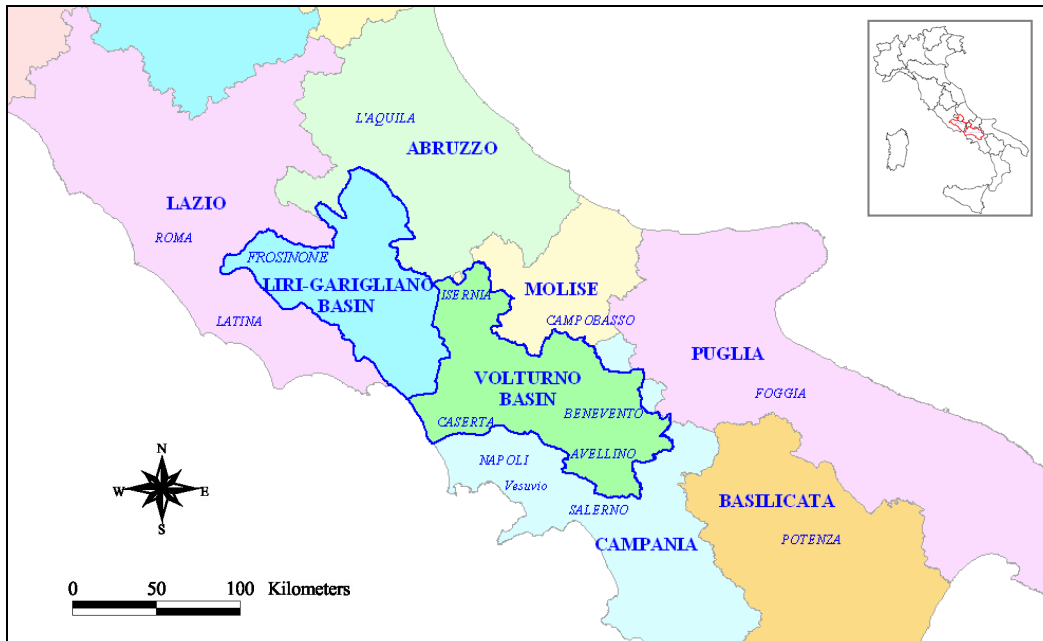 L'AQUILA
ABRUZZO
LAZIO
ROMA
FROSINONE
LIRI-GARIGLIANO
BASIN
ISERNIA
MOLISE
LATINA
CAMPOBASSO
PUGLIA
VOLTURNO
BASIN
FOGGIA
BENEVENTO
CASERTA
NAPOLI
AVELLINO
Vesuvio
SALERNO
BASILICATA
CAMPANIA
POTENZA
N
W
E
S
0 50 100 Kilometers